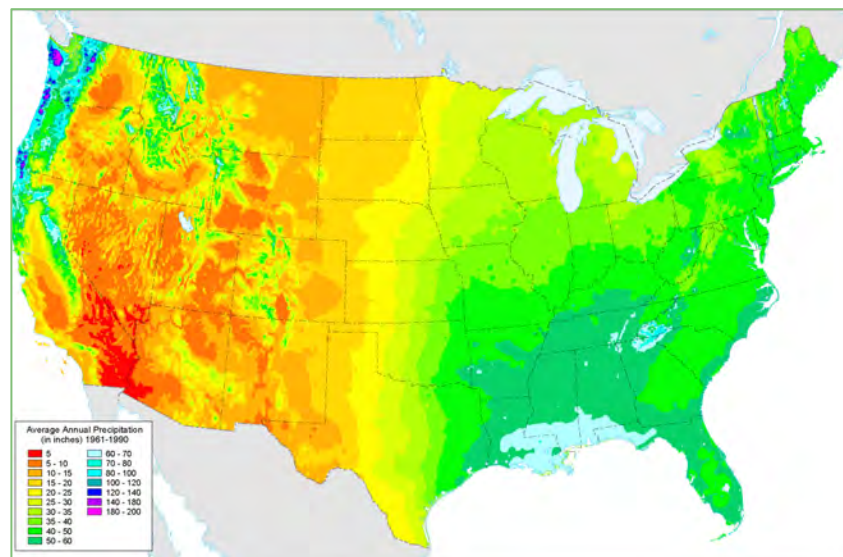 Average Annual Precipitation
(in inches) 1961-1990
5
5 - 10
10 - 15
15 - 20
20 - 25
25 - 30
30 - 35
35 - 40
40 - 50
50 - 60
60 - 70
70 - 80
80 - 100
100 - 120
120 - 140
140 - 180
180 - 200